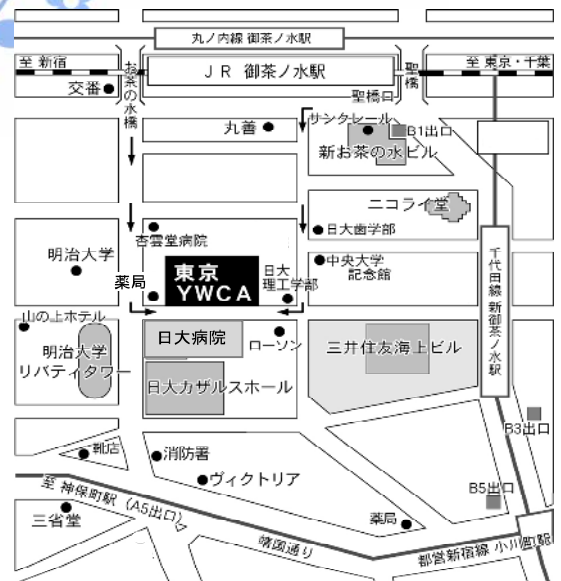 丸ノ内線 御茶ノ水駅
至 新宿
お茶の水橋
JR 御茶ノ水駅
聖橋
至 東京・千葉
交番
聖橋口
丸善
サンクレール
B1出口
新お茶の水ビル
ニコライ堂
日大歯学部
杏雲堂病院
明治大学
中央大学
記念館
千代田線 新御茶ノ水駅
薬局
東京
YWCA
日大
理工学部
山の上ホテル
明治大学
リバティタワー
日大病院
ローソン
三井住友海上ビル
日大カザルスホール
B3出口
靴店
消防署
ヴィクトリア
B5出口
至 神保町駅 (A5出口)
三省堂
薬局
靖国通り
都営新宿線 小川町駅